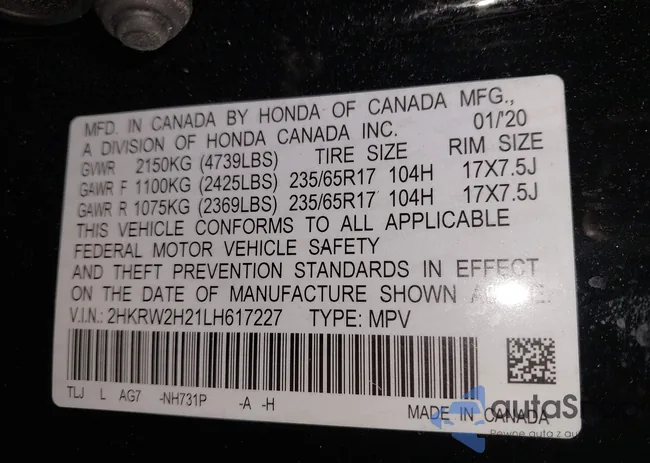 MFD. IN CANADA BY HONDA OF CANADA MFG.,
A DIVISION OF HONDA CANADA INC. 01/'20
GVWR 2150KG (4739LBS) TIRE SIZE RIM SIZE
GAWR F 1100KG (2425LBS) 235/65R17 104H 17X7.5J
GAWR R 1075KG (2369LBS) 235/65R17 104H 17X7.5J
THIS VEHICLE CONFORMS TO ALL APPLICABLE
FEDERAL MOTOR VEHICLE SAFETY
AND THEFT PREVENTION STANDARDS IN EFFECT
ON THE DATE OF MANUFACTURE SHOWN
V.I.N.: 2HKRW2H21LH617227 TYPE: MPV
TLJ L AG7 -NH731P -A -H
MADE IN CANADA
Pewne auto z